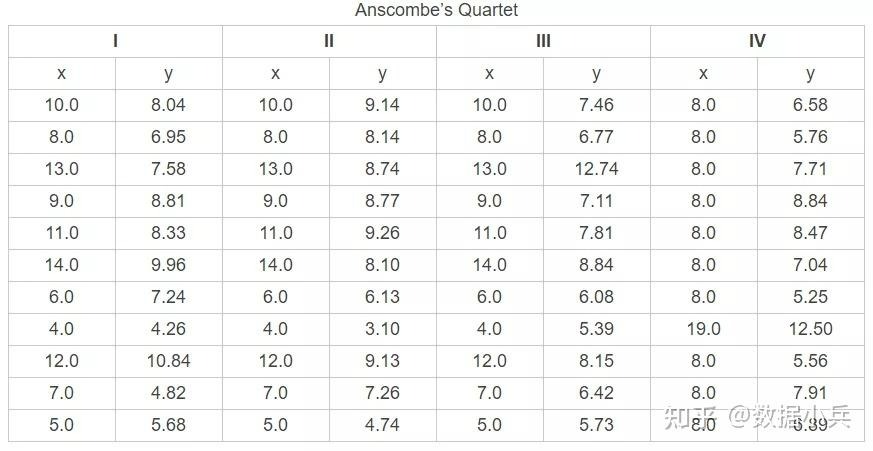 Anscombe's Quartet
I II III IV
x y x y x y x y
10.0 8.04 10.0 9.14 10.0 7.46 8.0 6.58
8.0 6.95 8.0 8.14 8.0 6.77 8.0 5.76
13.0 7.58 13.0 8.74 13.0 12.74 8.0 7.71
9.0 8.81 9.0 8.77 9.0 7.11 8.0 8.84
11.0 8.33 11.0 9.26 11.0 7.81 8.0 8.47
14.0 9.96 14.0 8.10 14.0 8.84 8.0 7.04
6.0 7.24 6.0 6.13 6.0 6.08 8.0 5.25
4.0 4.26 4.0 3.10 4.0 5.39 19.0 12.50
12.0 10.84 12.0 9.13 12.0 8.15 8.0 5.56
7.0 4.82 7.0 7.26 7.0 6.42 8.0 7.91
5.0 5.68 5.0 4.74 5.0 5.73 8.0 6.89
知乎 @数据小兵